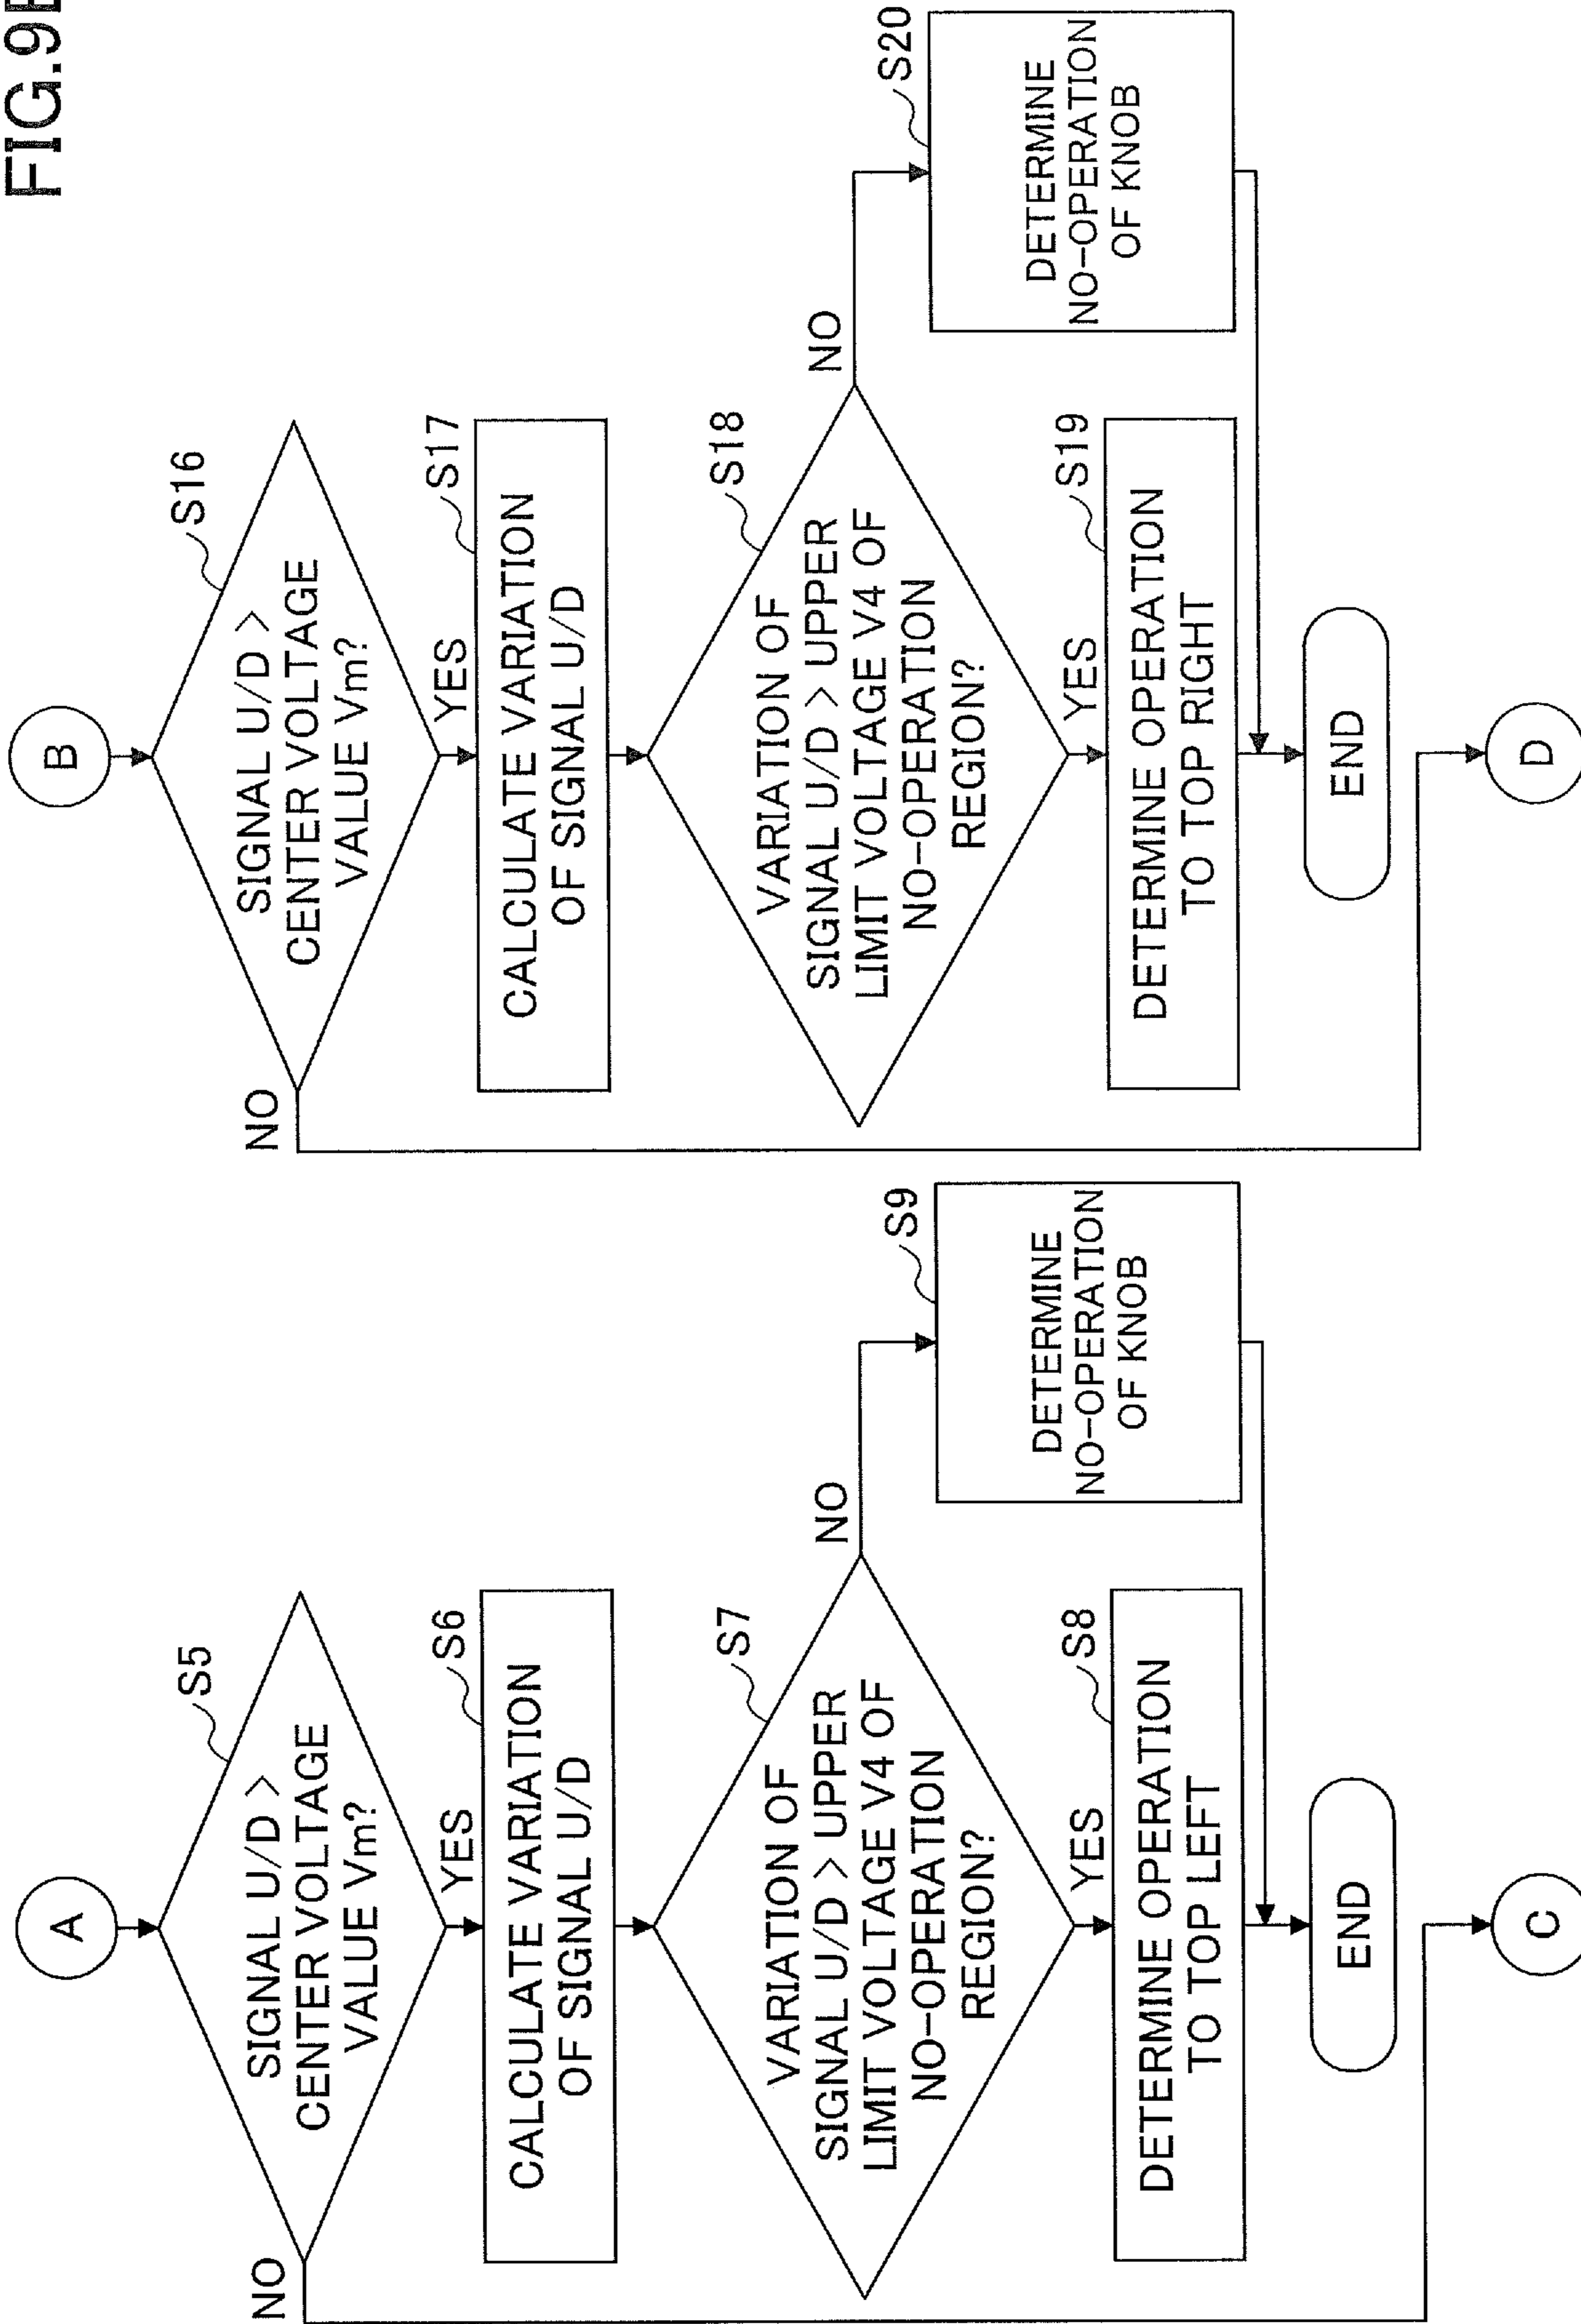 FIG.9B
A
SIGNAL U/D >
CENTER VOLTAGE
VALUE Vm?
S5
NO
YES
CALCULATE VARIATION
OF SIGNAL U/D
S6
VARIATION OF
SIGNAL U/D > UPPER
LIMIT VOLTAGE V4 OF
NO-OPERATION
REGION?
S7
NO
YES
DETERMINE OPERATION
TO TOP LEFT
S8
DETERMINE
NO-OPERATION
OF KNOB
S9
END
C
B
SIGNAL U/D >
CENTER VOLTAGE
VALUE Vm?
S16
NO
YES
CALCULATE VARIATION
OF SIGNAL U/D
S17
VARIATION OF
SIGNAL U/D > UPPER
LIMIT VOLTAGE V4 OF
NO-OPERATION
REGION?
S18
NO
YES
DETERMINE OPERATION
TO TOP RIGHT
S19
DETERMINE
NO-OPERATION
OF KNOB
S20
END
D